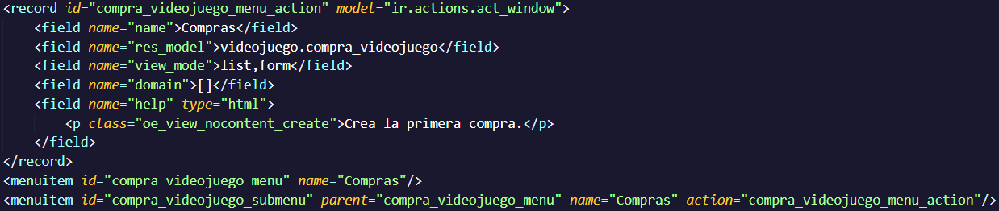 <record id="compra_videojuego_menu_action" model="ir.actions.act_window">
    <field name="name">Compras</field>
    <field name="res_model">videojuego.compra_videojuego</field>
    <field name="view_mode">list,form</field>
    <field name="domain">[]</field>
    <field name="help" type="html">
        <p class="oe_view_nocontent_create">Crea la primera compra.</p>
    </field>
</record>
<menuitem id="compra_videojuego_menu" name="Compras"/>
<menuitem id="compra_videojuego_submenu" parent="compra_videojuego_menu" name="Compras" action="compra_videojuego_menu_action"/>